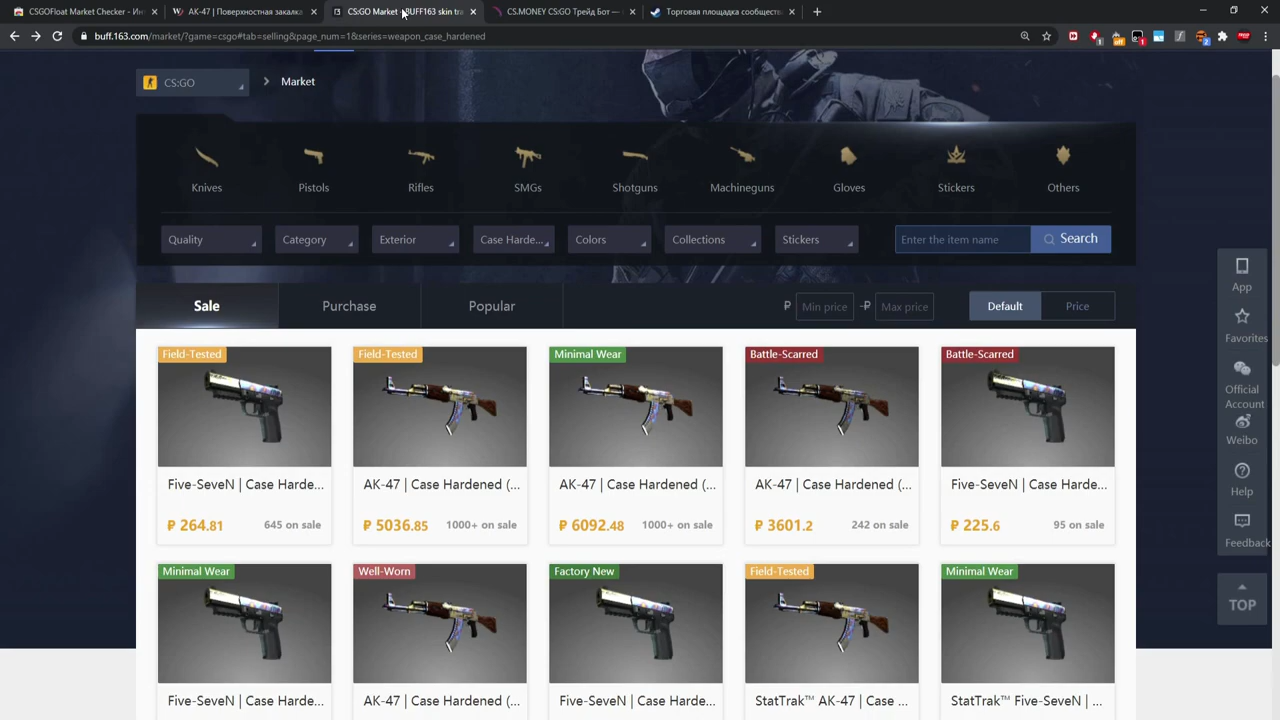 CSGOFloat Market Checker - Ин
AK-47 | Поверхностная закалка
CS:GO Market - BUFF163 skin tra
CS.MONEY CS:GO Трейд Бот —
Торговая площадка сообществ
buff.163.com/market/?game=csgo#tab=selling&page_num=1&series=weapon_case_hardened
CS:GO
Market
Knives
Pistols
Rifles
SMGs
Shotguns
Machineguns
Gloves
Stickers
Others
Quality
Category
Exterior
Case Harde...
Colors
Collections
Stickers
Enter the item name
Search
Sale
Purchase
Popular
₽ Min price -₽ Max price
Default
Price
Field-Tested
Field-Tested
Minimal Wear
Battle-Scarred
Battle-Scarred
Five-SeveN | Case Harde...
AK-47 | Case Hardened (...
AK-47 | Case Hardened (...
AK-47 | Case Hardened (...
Five-SeveN | Case Harde...
₽ 264.81 645 on sale
₽ 5036.85 1000+ on sale
₽ 6092.48 1000+ on sale
₽ 3601.2 242 on sale
₽ 225.6 95 on sale
Minimal Wear
Well-Worn
Factory New
Field-Tested
Minimal Wear
Five-SeveN | Case Harde...
AK-47 | Case Hardened (...
Five-SeveN | Case Harde...
StatTrak™ AK-47 | Case ...
StatTrak™ Five-SeveN | ...
App
Favorites
Official
Account
Weibo
Help
Feedback
TOP